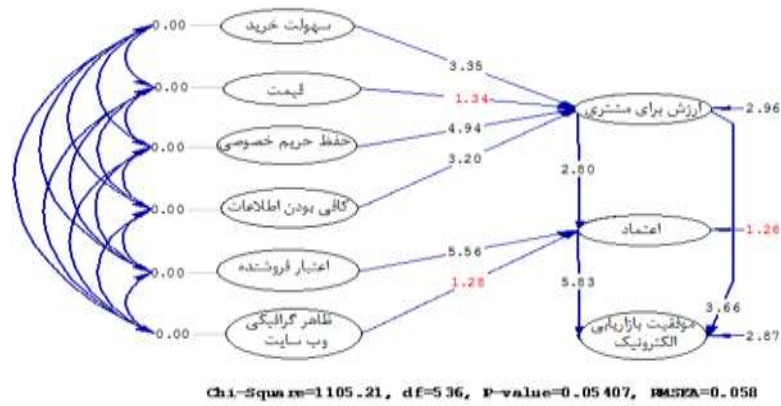 0.00
سهولت خرید
3.35
0.00
قیمت
1.34
ارزش برای مشتری
2.96
0.00
حفظ حریم خصوصی
4.94
3.20
2.80
0.00
کافی بودن اطلاعات
اعتماد
1.26
5.56
0.00
اعتبار فروشنده
1.28
5.83
3.66
0.00
ظاهر گرافیکی
وب سایت
موفقیت بازاریابی
الکترونیک
2.87
Chi-Square=1105.21, df=536, P-value=0.05407, RMSEA=0.058